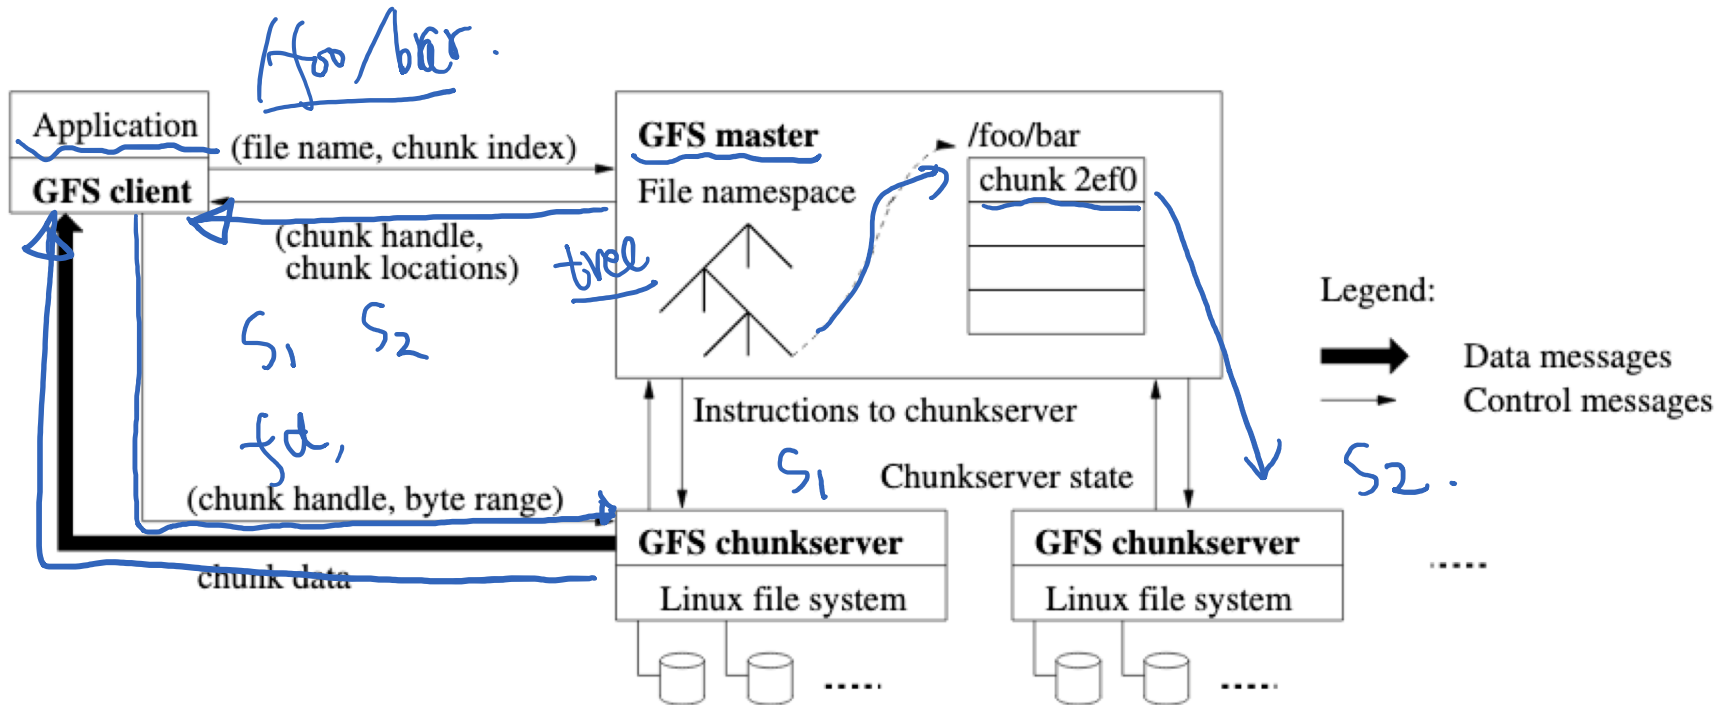 /foo/bar.
Application
(file name, chunk index)
GFS master
/foo/bar
GFS client
File namespace
chunk 2ef0
(chunk handle,
chunk locations)
tree
S1 S2
Legend:
Data messages
Control messages
Instructions to chunkserver
fd,
S1
Chunkserver state
S2.
(chunk handle, byte range)
GFS chunkserver
GFS chunkserver
chunk data
Linux file system
Linux file system